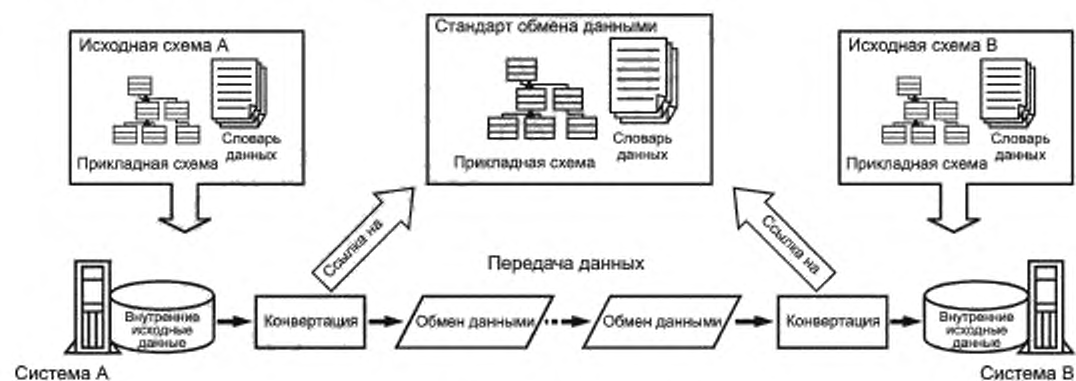 Исходная схема А
Словарь
данных
Прикладная схема
Стандарт обмена данными
Словарь
данных
Прикладная схема
Исходная схема В
Словарь
данных
Прикладная схема
Ссылка на
Ссылка на
Передача данных
Внутренние
исходные
данные
Конвертация
Обмен данными
Обмен данными
Конвертация
Внутренние
исходные
данные
Система А
Система В